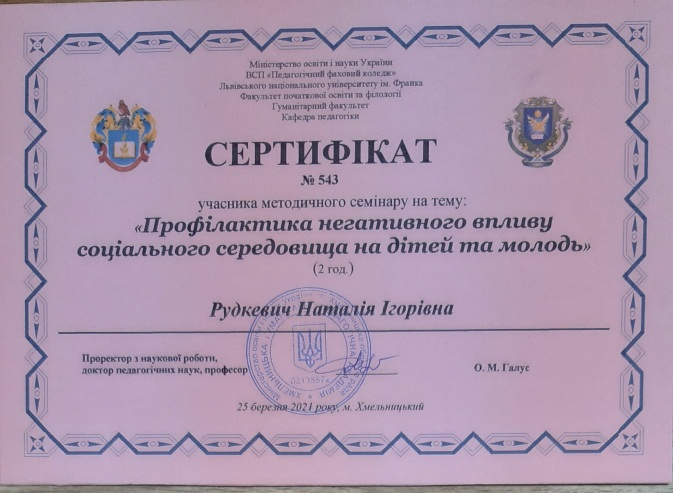 Міністерство освіти і науки України
ВСП «Педагогічний фаховий коледж»
Львівського національного університету ім. Франка
Факультет початкової освіти та філології
Гуманітарний факультет
Кафедра педагогіки
СЕРТИФІКАТ
№ 543
учасника методичного семінару на тему:
«Профілактика негативного впливу
соціального середовища на дітей та молодь»
(2 год.)
Рудкевич Наталія Ігорівна
Проректор з наукової роботи,
доктор педагогічних наук, професор
О. М. Галус
25 березня 2021 року, м. Хмельницький